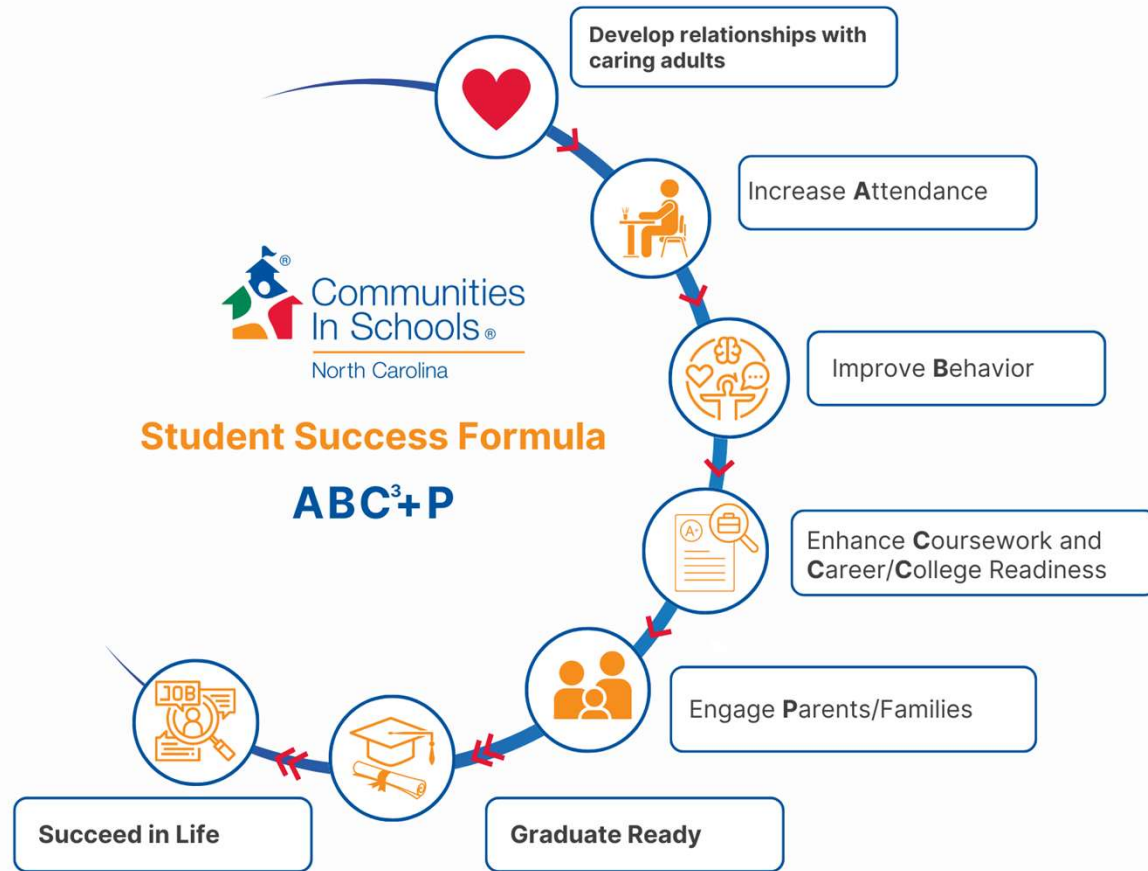 Develop relationships with
caring adults
Increase Attendance
Communities
In Schools®
North Carolina
®
Improve Behavior
Student Success Formula
ABC³+P
A+
Enhance Coursework and
Career/College Readiness
Engage Parents/Families
JOB
Succeed in Life
Graduate Ready